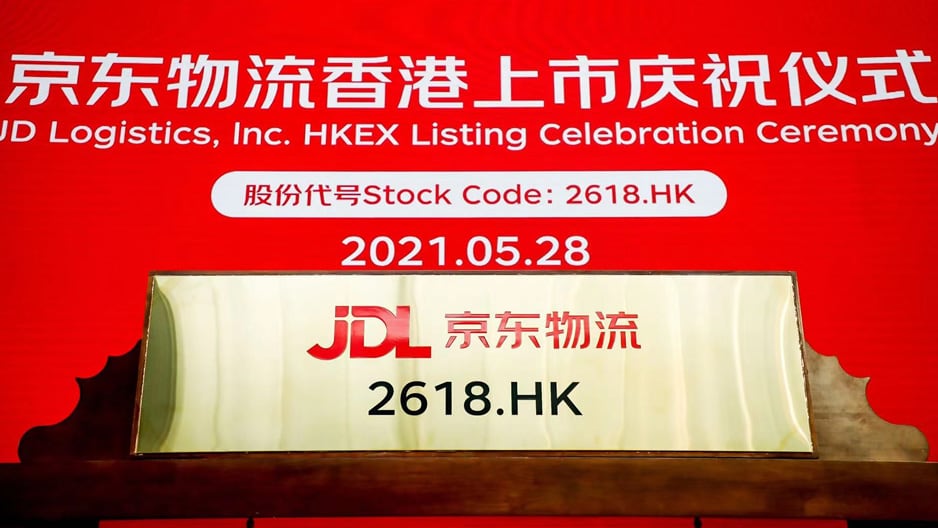 京东物流香港上市庆祝仪式
JD Logistics, Inc. HKEX Listing Celebration Ceremony
股份代号Stock Code: 2618.HK
2021.05.28
JDL 京东物流
2618.HK